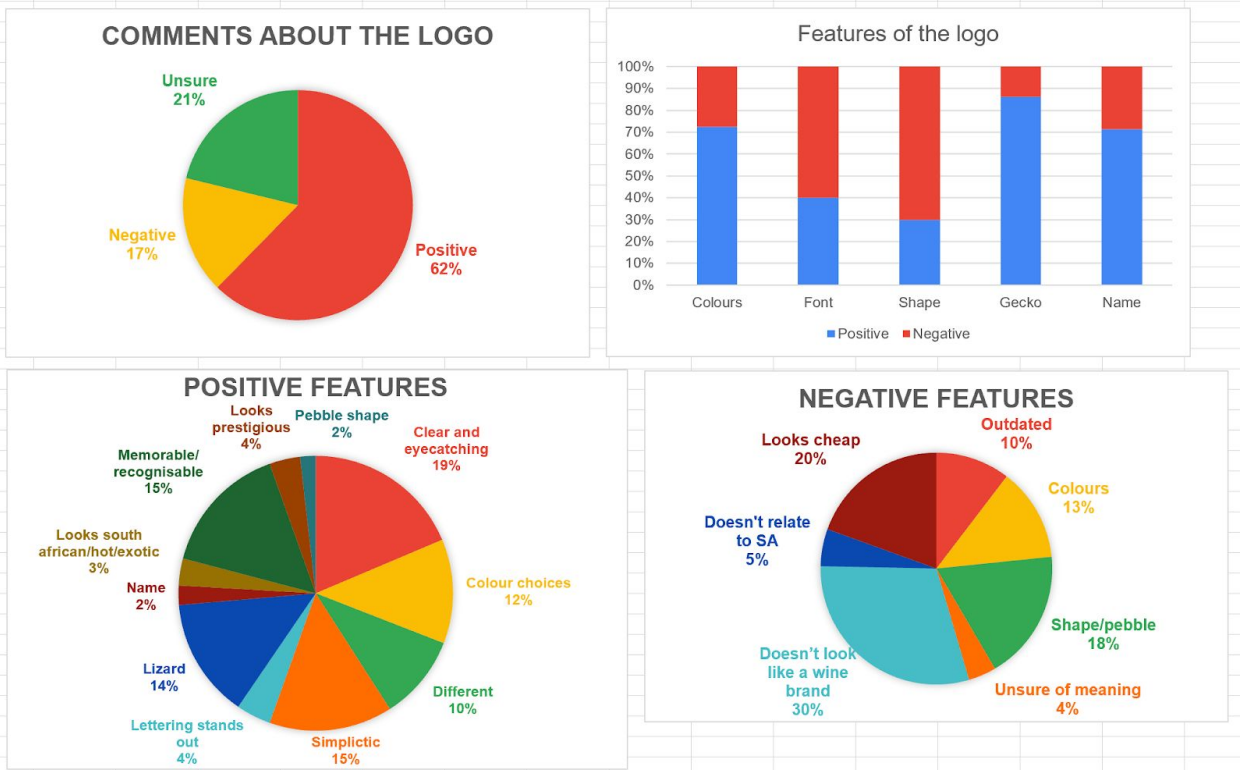 COMMENTS ABOUT THE LOGO
Unsure
21%
Negative
17%
Positive
62%
Features of the logo
100%
90%
80%
70%
60%
50%
40%
30%
20%
10%
0%
Colours
Font
Shape
Gecko
Name
Positive
Negative
POSITIVE FEATURES
Looks
prestigious
4%
Pebble shape
2%
Clear and
eyecatching
19%
Memorable/
recognisable
15%
Looks south
african/hot/exotic
3%
Colour choices
12%
Name
2%
Lizard
14%
Different
10%
Lettering stands
out
4%
Simplictic
15%
NEGATIVE FEATURES
Outdated
10%
Looks cheap
20%
Colours
13%
Doesn't relate
to SA
5%
Shape/pebble
18%
Doesn’t look
like a wine
brand
30%
Unsure of meaning
4%